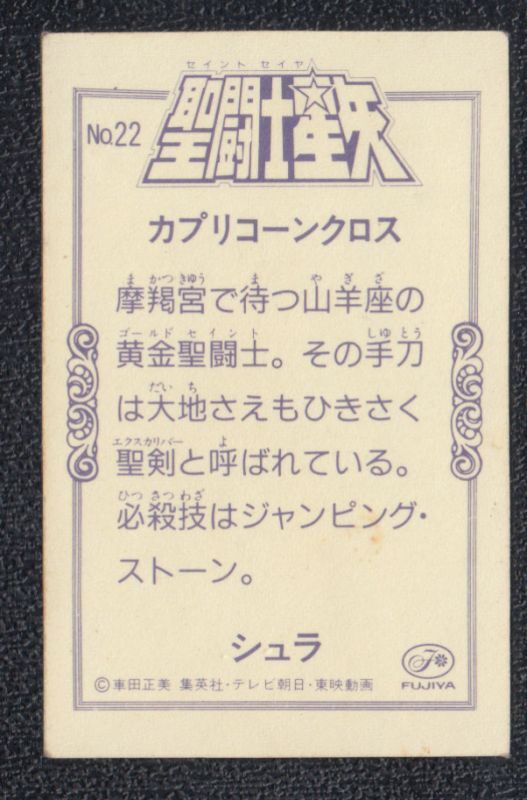 セイント セイヤ
聖闘士星矢
No.22
カプリコーンクロス
まかつきゅう ま やぎざ
摩羯宮で待つ山羊座の
ゴールドセイント しゅとう
黄金聖闘士。その手刀
だいち
は大地さえもひきさく
エクスカリバー よ
聖剣と呼ばれている。
ひつさつわざ
必殺技はジャンピング・
ストーン。
シュラ
©車田正美 集英社・テレビ朝日・東映動画
F
FUJIYA